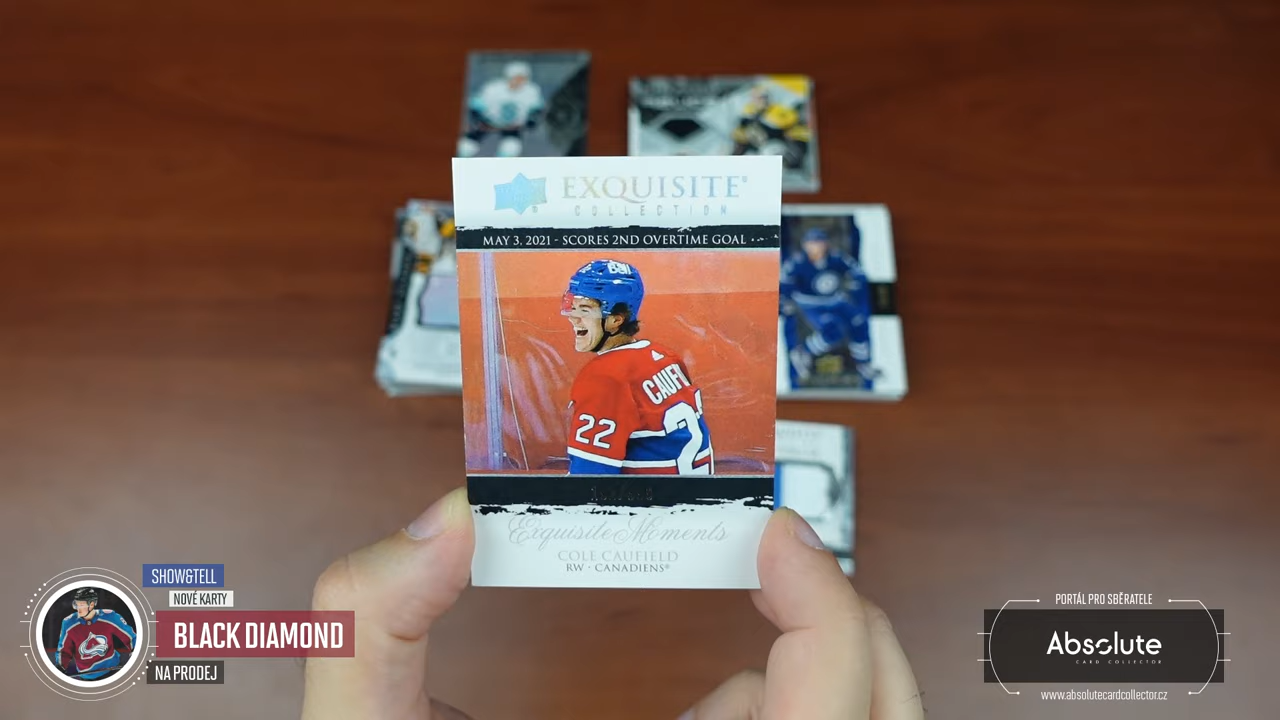 EXQUISITE®
COLLECTION
MAY 3, 2021 - SCORES 2ND OVERTIME GOAL
CAUFI
22
22
Exquisite Moments
COLE CAUFIELD
RW - CANADIENS®
SHOW&TELL
NOVÉ KARTY
BLACK DIAMOND
NA PRODEJ
PORTÁL PRO SBĚRATELE
Absolute
CARD COLLECTOR
www.absolutecardcollector.cz